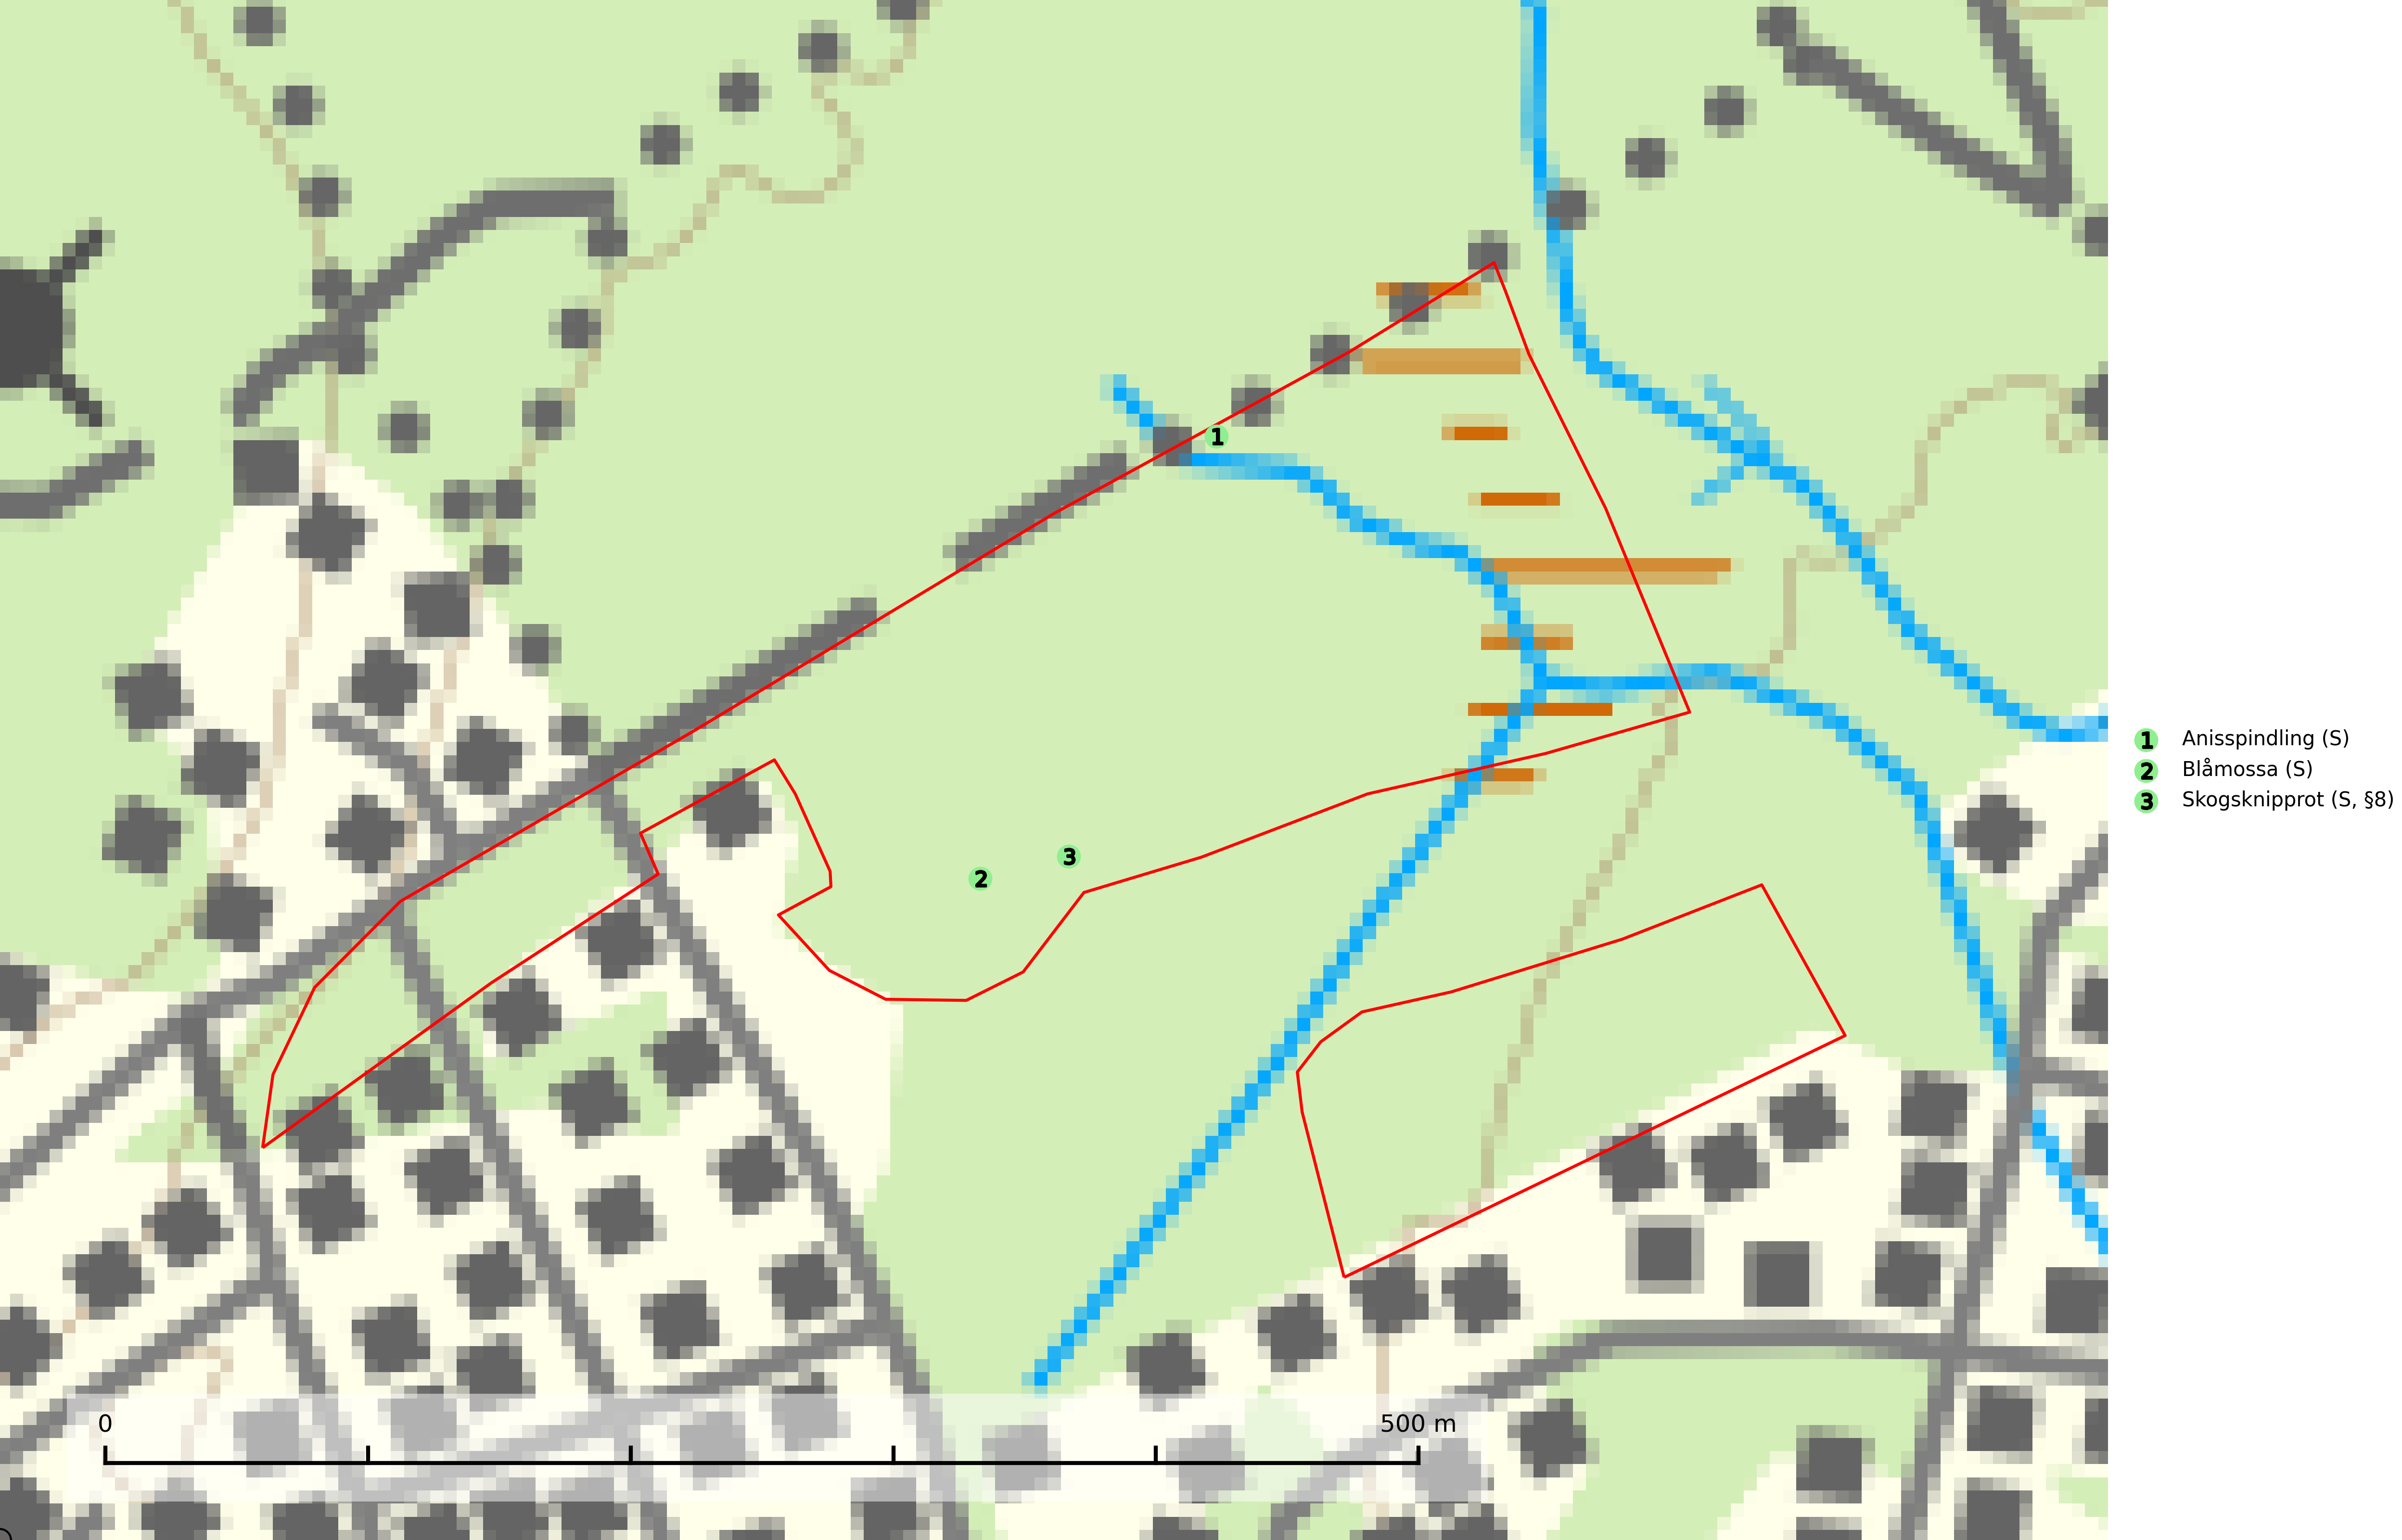 1
2
3
1 Anisspindling (S)
2 Blåmossa (S)
3 Skogsknipprot (S, §8)
0 500 m